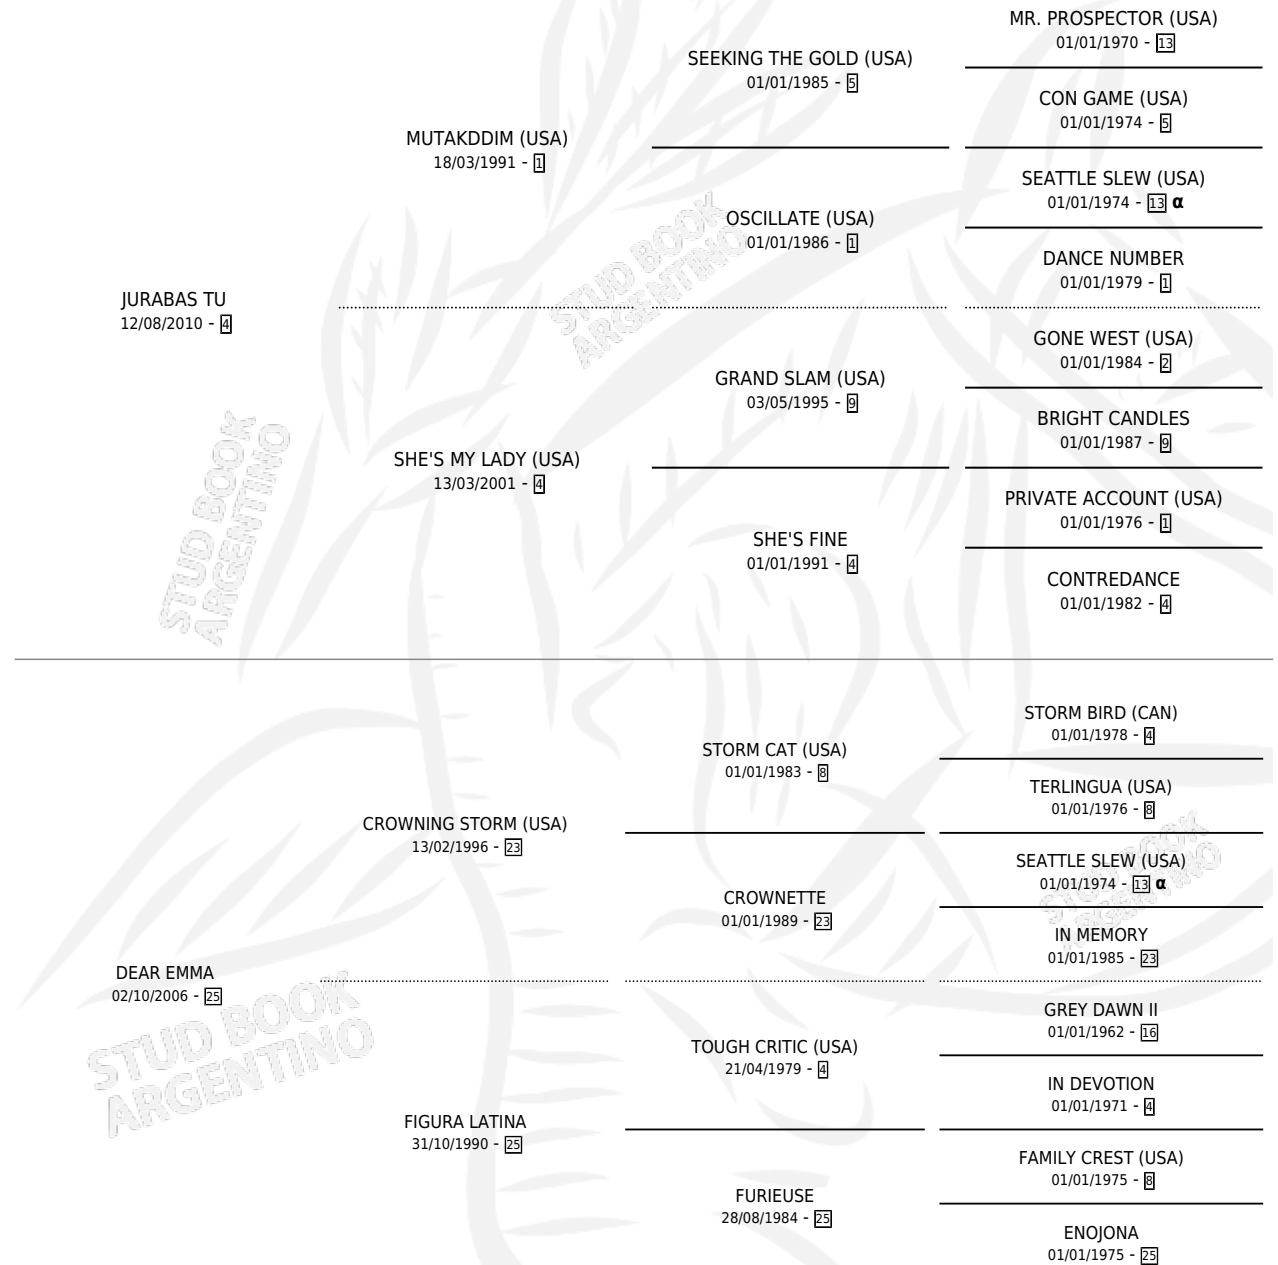 MR. PROSPECTOR (USA)
01/01/1970 - 13
SEEKING THE GOLD (USA)
01/01/1985 - 5
CON GAME (USA)
01/01/1974 - 5
MUTAKDDIM (USA)
18/03/1991 - 1
SEATTLE SLEW (USA)
01/01/1974 - 13 α
OSCILLATE (USA)
01/01/1986 - 1
DANCE NUMBER
01/01/1979 - 1
JURABAS TU
12/08/2010 - 4
GONE WEST (USA)
01/01/1984 - 2
GRAND SLAM (USA)
03/05/1995 - 9
BRIGHT CANDLES
01/01/1987 - 9
SHE'S MY LADY (USA)
13/03/2001 - 4
PRIVATE ACCOUNT (USA)
01/01/1976 - 1
SHE'S FINE
01/01/1991 - 4
CONTREDANCE
01/01/1982 - 4
STORM BIRD (CAN)
01/01/1978 - 4
STORM CAT (USA)
01/01/1983 - 8
TERLINGUA (USA)
01/01/1976 - 8
CROWNING STORM (USA)
13/02/1996 - 23
SEATTLE SLEW (USA)
01/01/1974 - 13 α
CROWNETTE
01/01/1989 - 23
IN MEMORY
01/01/1985 - 23
DEAR EMMA
02/10/2006 - 25
GREY DAWN II
01/01/1962 - 16
TOUGH CRITIC (USA)
21/04/1979 - 4
IN DEVOTION
01/01/1971 - 4
FIGURA LATINA
31/10/1990 - 25
FAMILY CREST (USA)
01/01/1975 - 8
FURIEUSE
28/08/1984 - 25
ENOJONA
01/01/1975 - 25
STUD BOOK
ARGENTINO
STUD BOOK
ARGENTINO
STUD BOOK
ARGENTINO
STUD BOOK
ARGENTINO